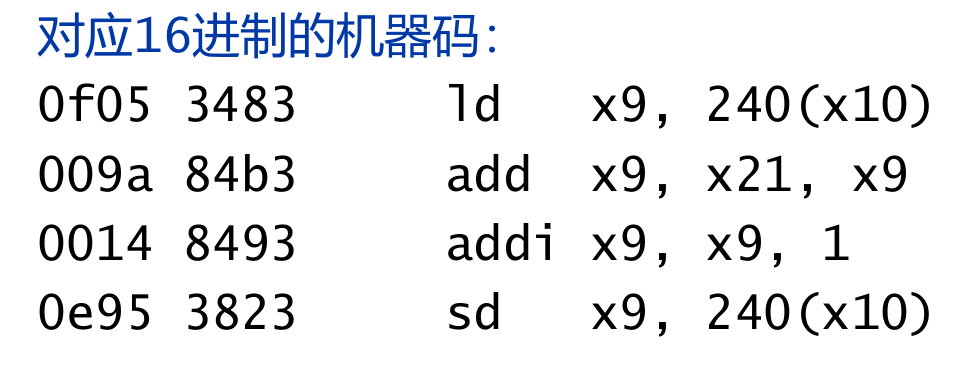 对应16进制的机器码：
0f05 3483 ld x9, 240(x10)
009a 84b3 add x9, x21, x9
0014 8493 addi x9, x9, 1
0e95 3823 sd x9, 240(x10)